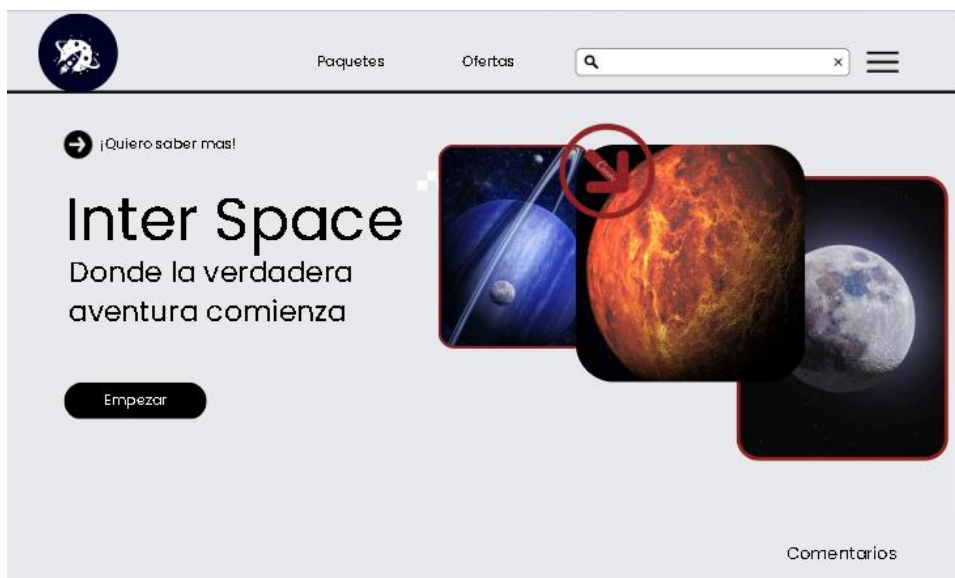 Paquetes
Ofertas
¡Quiero saber mas!
Inter Space
Donde la verdadera
aventura comienza
Empezar
Comentarios